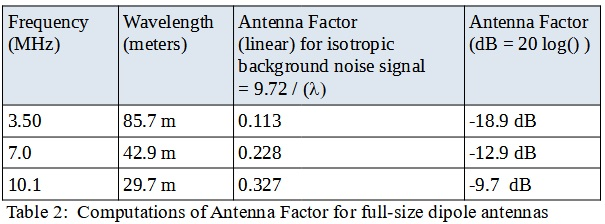 Frequency (MHz) | Wavelength (meters) | Antenna Factor (linear) for isotropic background noise signal = 9.72 / (λ) | Antenna Factor (dB = 20 log() )
3.50 | 85.7 m | 0.113 | -18.9 dB
7.0 | 42.9 m | 0.228 | -12.9 dB
10.1 | 29.7 m | 0.327 | -9.7 dB
Table 2: Computations of Antenna Factor for full-size dipole antennas